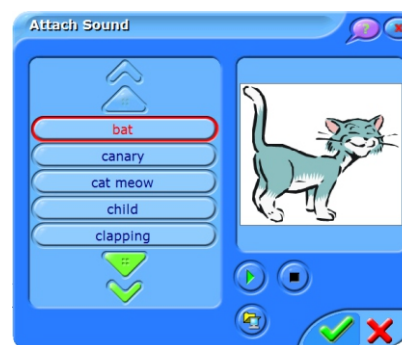 Attach Sound
?
bat
canary
cat meow
child
clapping